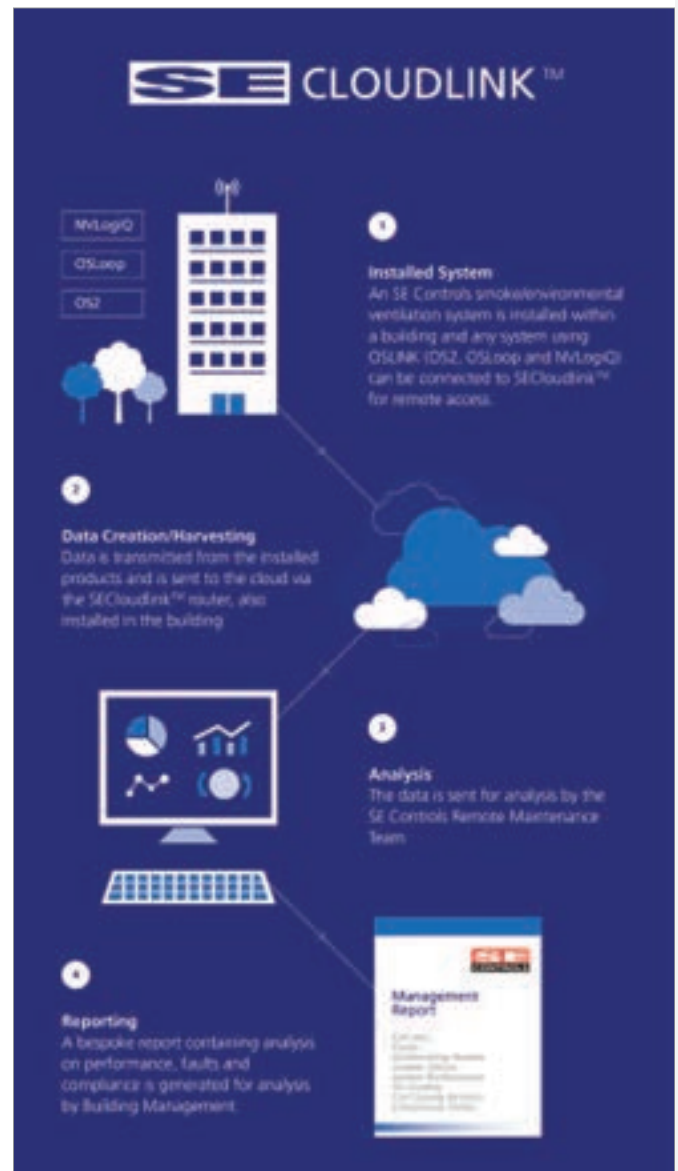 SE CLOUDLINK™
NVLogiQ
OSLoop
OS2
1
Installed System
An SE Controls smoke/environmental
ventilation system is installed within
a building and any system using
OSLINK (OS2, OSLoop and NVLogiQ)
can be connected to SECloudlink™
for remote access.
2
Data Creation/Harvesting
Data is transmitted from the installed
products and is sent to the cloud via
the SECloudlink™ router, also
installed in the building
3
Analysis
The data is sent for analysis by the
SE Controls Remote Maintenance
Team
SE
CONTROLS
Management
Report
4
Reporting
A bespoke report containing analysis
on performance, faults and
compliance is generated for analysis
by Building Management